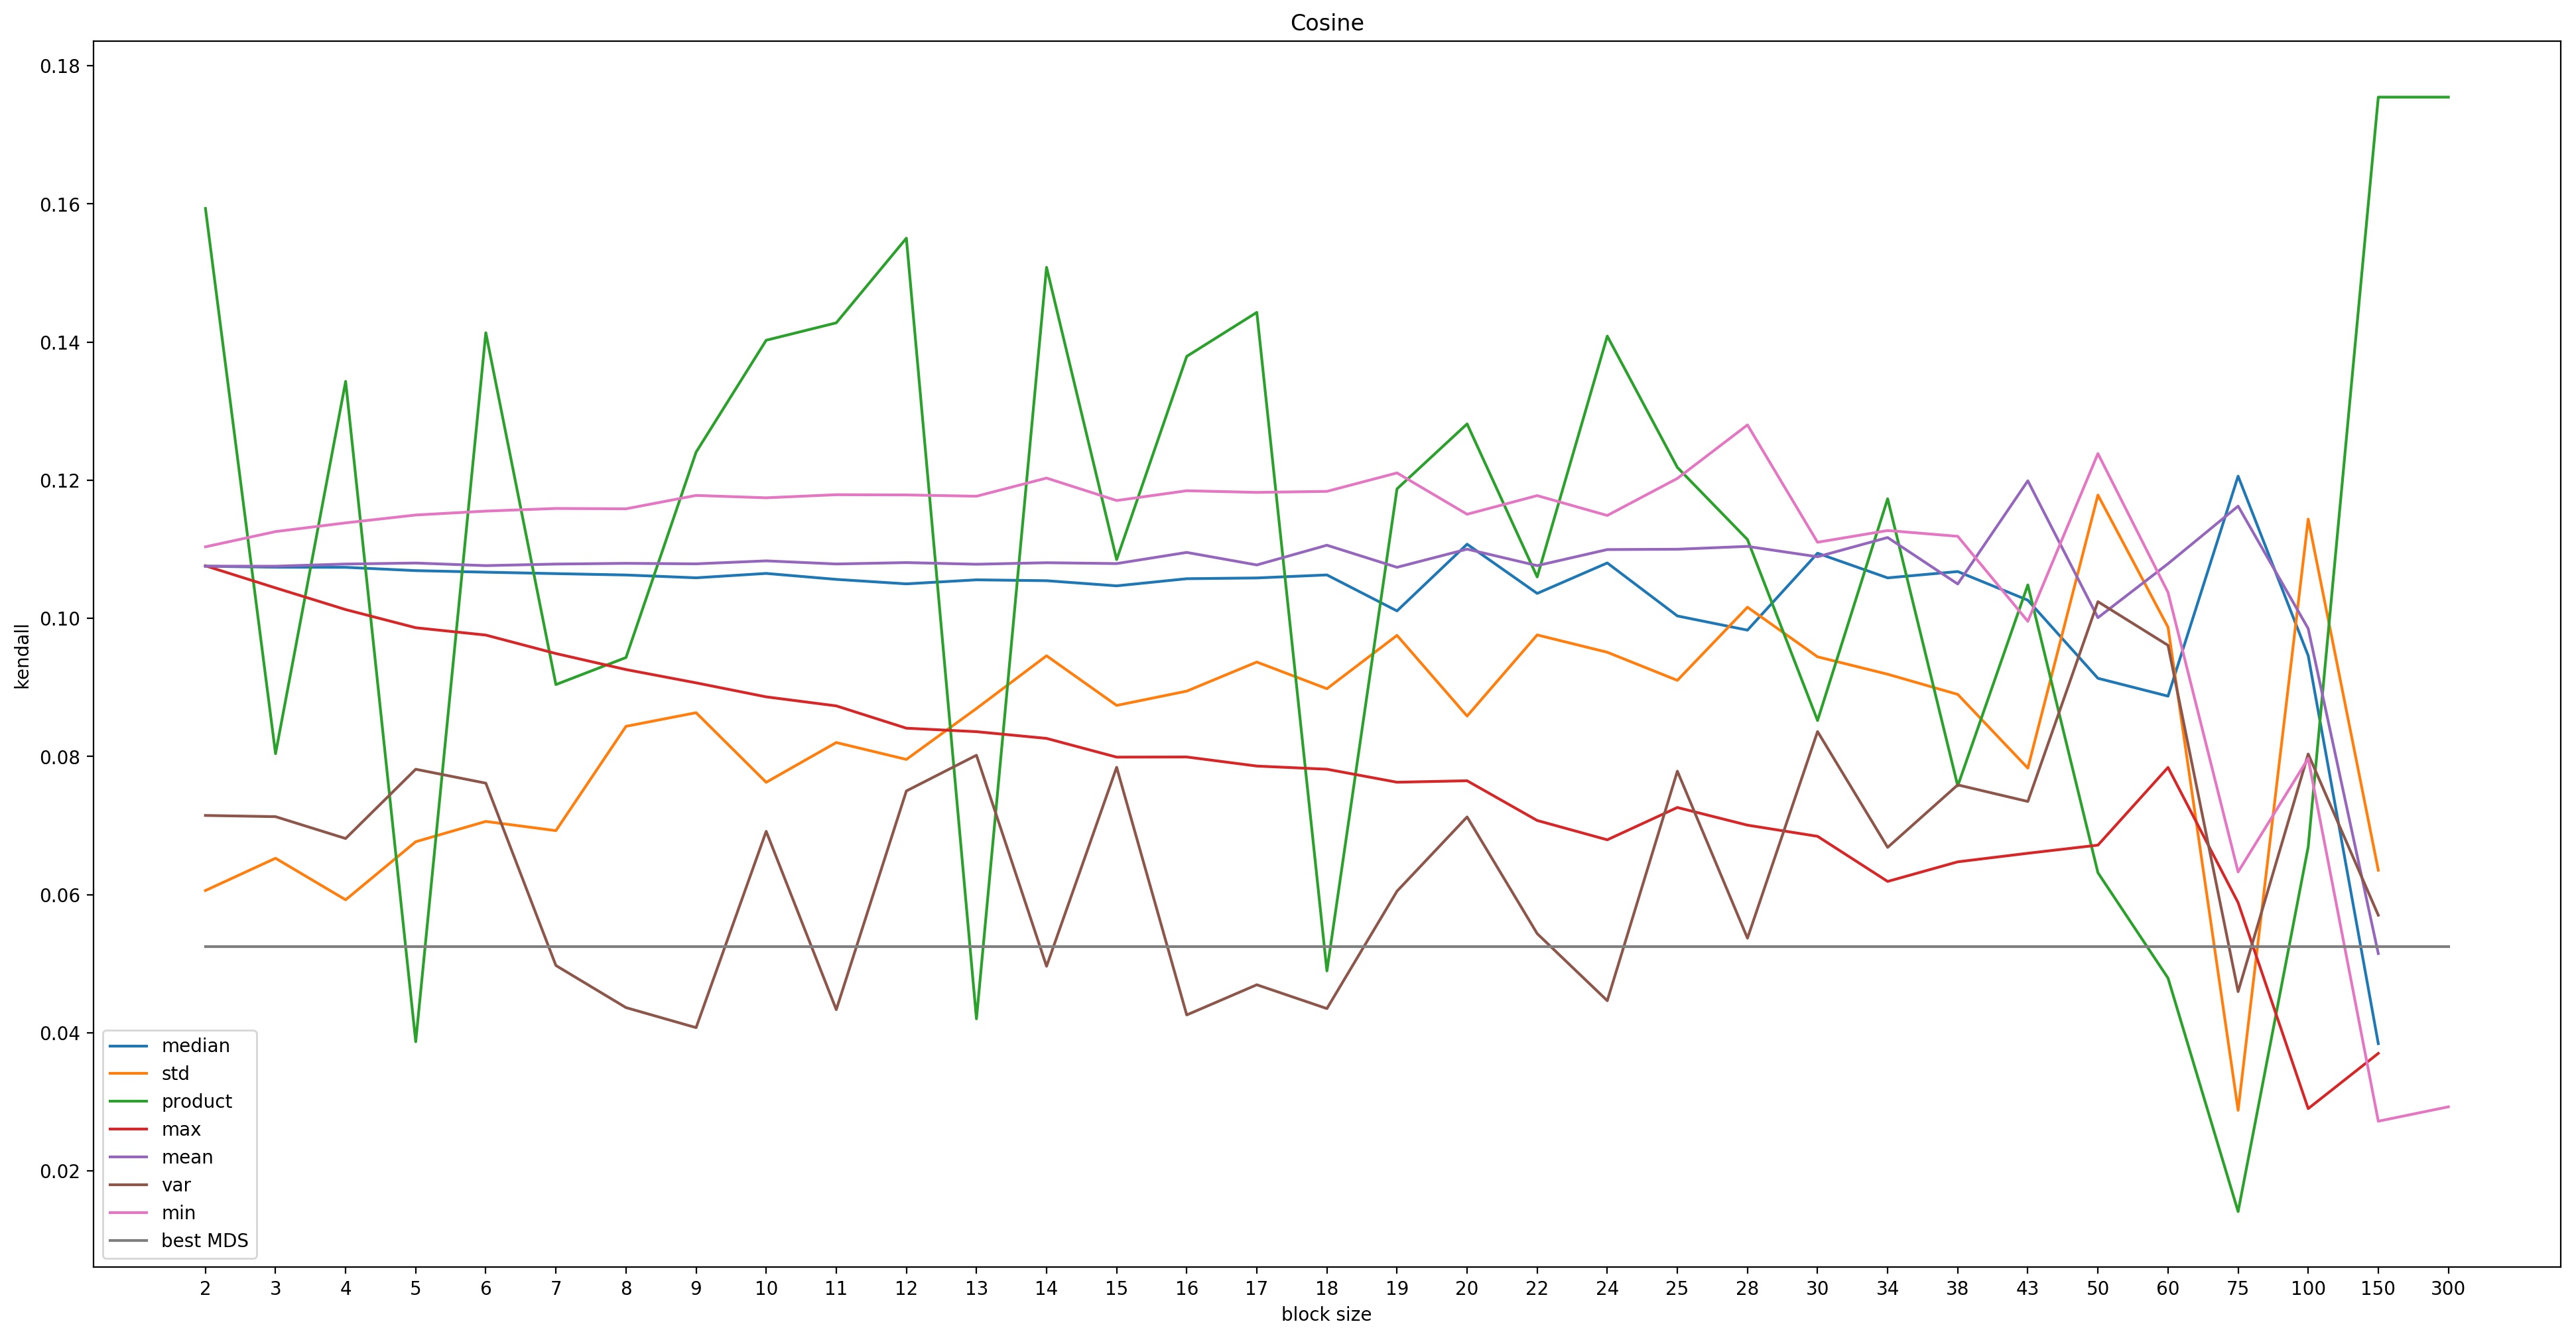 Cosine
0.18
0.16
0.14
0.12
0.10
0.08
0.06
0.04
0.02
kendall
median
std
product
max
mean
var
min
best MDS
2 3 4 5 6 7 8 9 10 11 12 13 14 15 16 17 18 19 20 22 24 25 28 30 34 38 43 50 60 75 100 150 300
block size